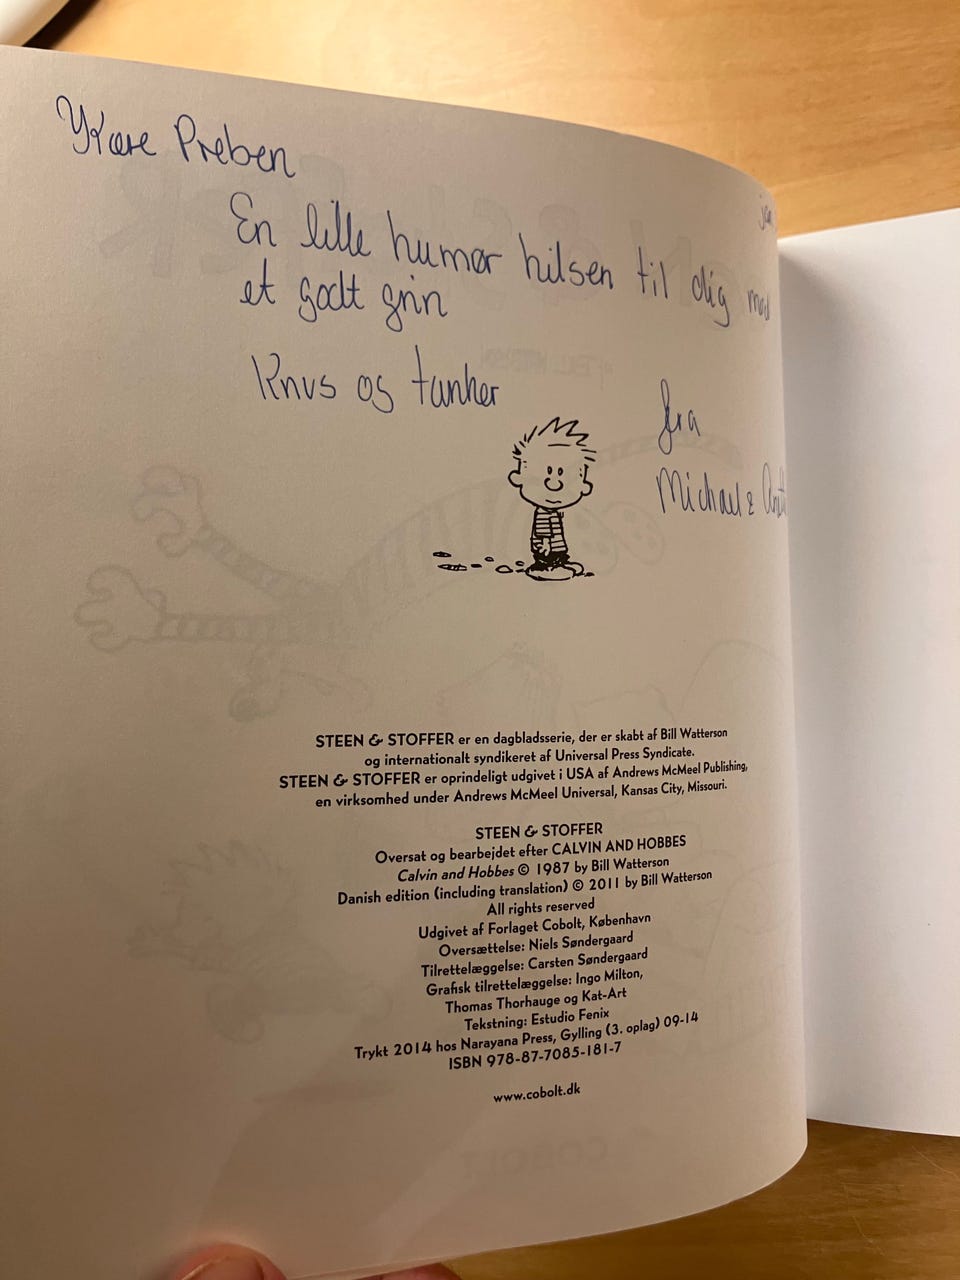 Kære Preben
En lille humør hilsen til dig med
et godt grin
Knus og tanker
fra
Michael &
STEEN & STOFFER er en dagbladsserie, der er skabt af Bill Watterson
og internationalt syndikeret af Universal Press Syndicate.
STEEN & STOFFER er oprindeligt udgivet i USA af Andrews McMeel Publishing,
en virksomhed under Andrews McMeel Universal, Kansas City, Missouri.
STEEN & STOFFER
Oversat og bearbejdet efter CALVIN AND HOBBES
Calvin and Hobbes © 1987 by Bill Watterson
Danish edition (including translation) © 2011 by Bill Watterson
All rights reserved
Udgivet af Forlaget Cobolt, København
Oversættelse: Niels Søndergaard
Tilrettelæggelse: Carsten Søndergaard
Grafisk tilrettelæggelse: Ingo Milton,
Thomas Thorhauge og Kat-Art
Tekstning: Estudio Fenix
Trykt 2014 hos Narayana Press, Gylling (3. oplag) 09-14
ISBN 978-87-7085-181-7
www.cobolt.dk